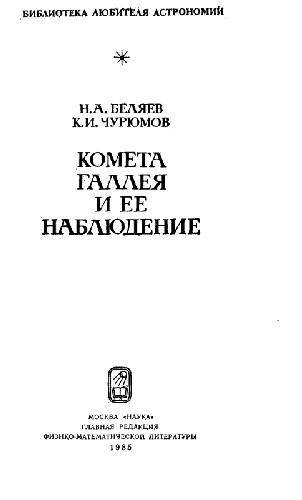 БИБЛИОТЕКА ЛЮБИТЕЛЯ АСТРОНОМИИ
*
Н.А. БЕЛЯЕВ
К.И. ЧУРЮМОВ
КОМЕТА
ГАЛЛЕЯ
И ЕЕ
НАБЛЮДЕНИЕ
МОСКВА «НАУКА»
ГЛАВНАЯ РЕДАКЦИЯ
ФИЗИКО-МАТЕМАТИЧЕСКОЙ ЛИТЕРАТУРЫ
1985